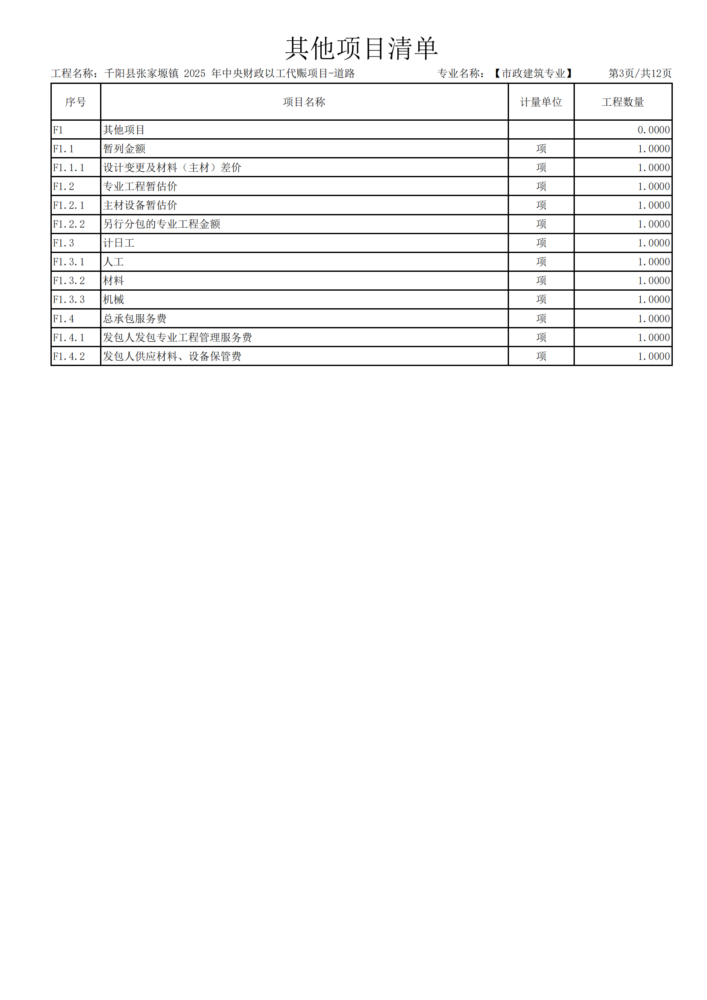 其他项目清单
工程名称：千阳县张家塬镇 2025 年中央财政以工代赈项目-道路 专业名称：【市政建筑专业】 第3页/共12页
序号 项目名称 计量单位 工程数量
F1 其他项目 0.0000
F1.1 暂列金额 项 1.0000
F1.1.1 设计变更及材料（主材）差价 项 1.0000
F1.2 专业工程暂估价 项 1.0000
F1.2.1 主材设备暂估价 项 1.0000
F1.2.2 另行分包的专业工程金额 项 1.0000
F1.3 计日工 项 1.0000
F1.3.1 人工 项 1.0000
F1.3.2 材料 项 1.0000
F1.3.3 机械 项 1.0000
F1.4 总承包服务费 项 1.0000
F1.4.1 发包人发包专业工程管理服务费 项 1.0000
F1.4.2 发包人供应材料、设备保管费 项 1.0000